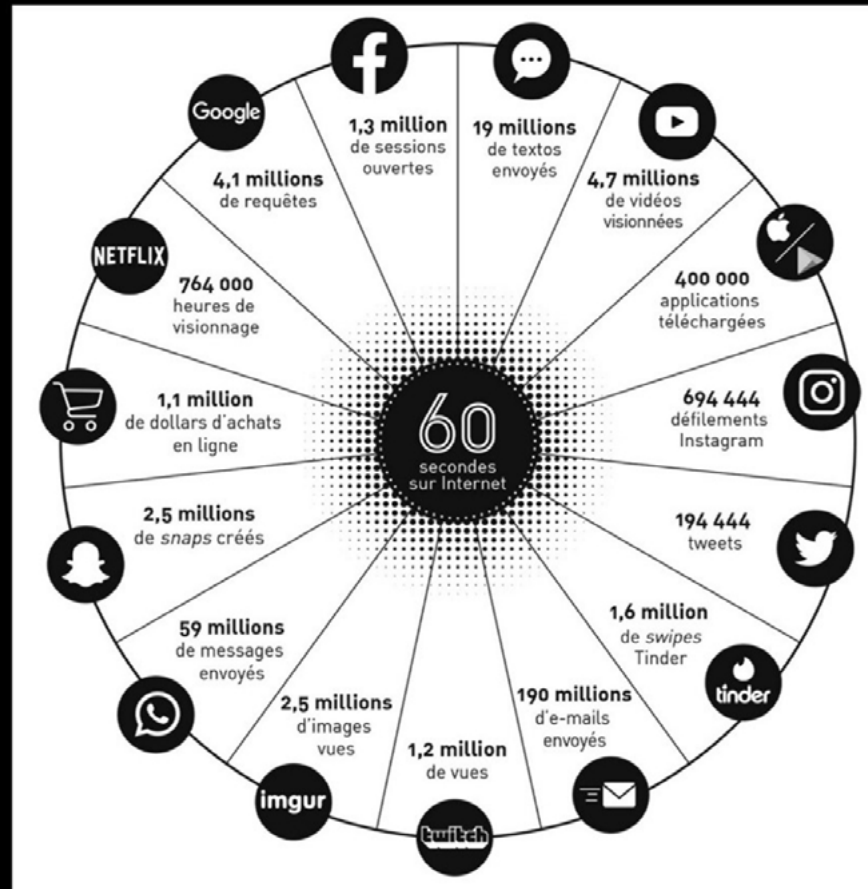 60
secondes
sur Internet
1,3 million
de sessions
ouvertes
19 millions
de textos
envoyés
4,7 millions
de vidéos
visionnées
400 000
applications
téléchargées
694 444
défilements
Instagram
194 444
tweets
1,6 million
de swipes
Tinder
tinder
190 millions
d'e-mails
envoyés
1,2 million
de vues
twitch
2,5 millions
d'images
vues
imgur
59 millions
de messages
envoyés
2,5 millions
de snaps créés
1,1 million
de dollars d'achats
en ligne
764 000
heures de
visionnage
NETFLIX
4,1 millions
de requêtes
Google